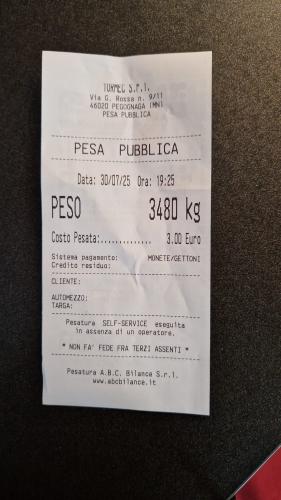 TORMEC S.r.l.
Via G. Rossa n. 9/11
46020 PEGOGNAGA (MN)
PESA PUBBLICA
PESA PUBBLICA
Data: 30/07/25 Ora: 19:25
PESO 3480 kg
Costo Pesata:.............. 3.00 Euro
Sistema pagamento: MONETE/GETTONI
Credito residuo:
CLIENTE:
AUTOMEZZO:
TARGA:
Pesatura SELF-SERVICE eseguita
in assenza di un operatore.
* NON FA' FEDE FRA TERZI ASSENTI *
Pesatura A.B.C. Bilance S.r.l.
www.abcbilance.it